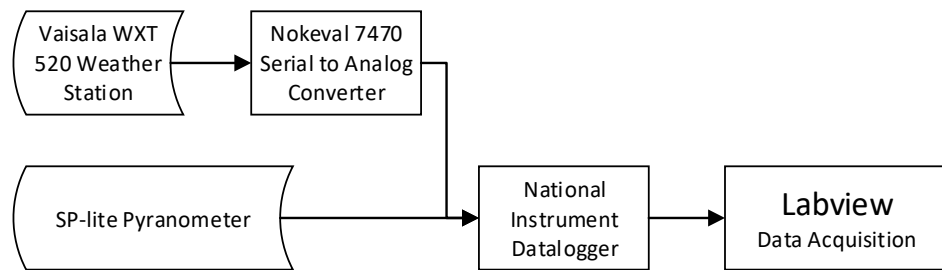 Vaisala WXT
520 Weather
Station
Nokeval 7470
Serial to Analog
Converter
SP-lite Pyranometer
National
Instrument
Datalogger
Labview
Data Acquisition